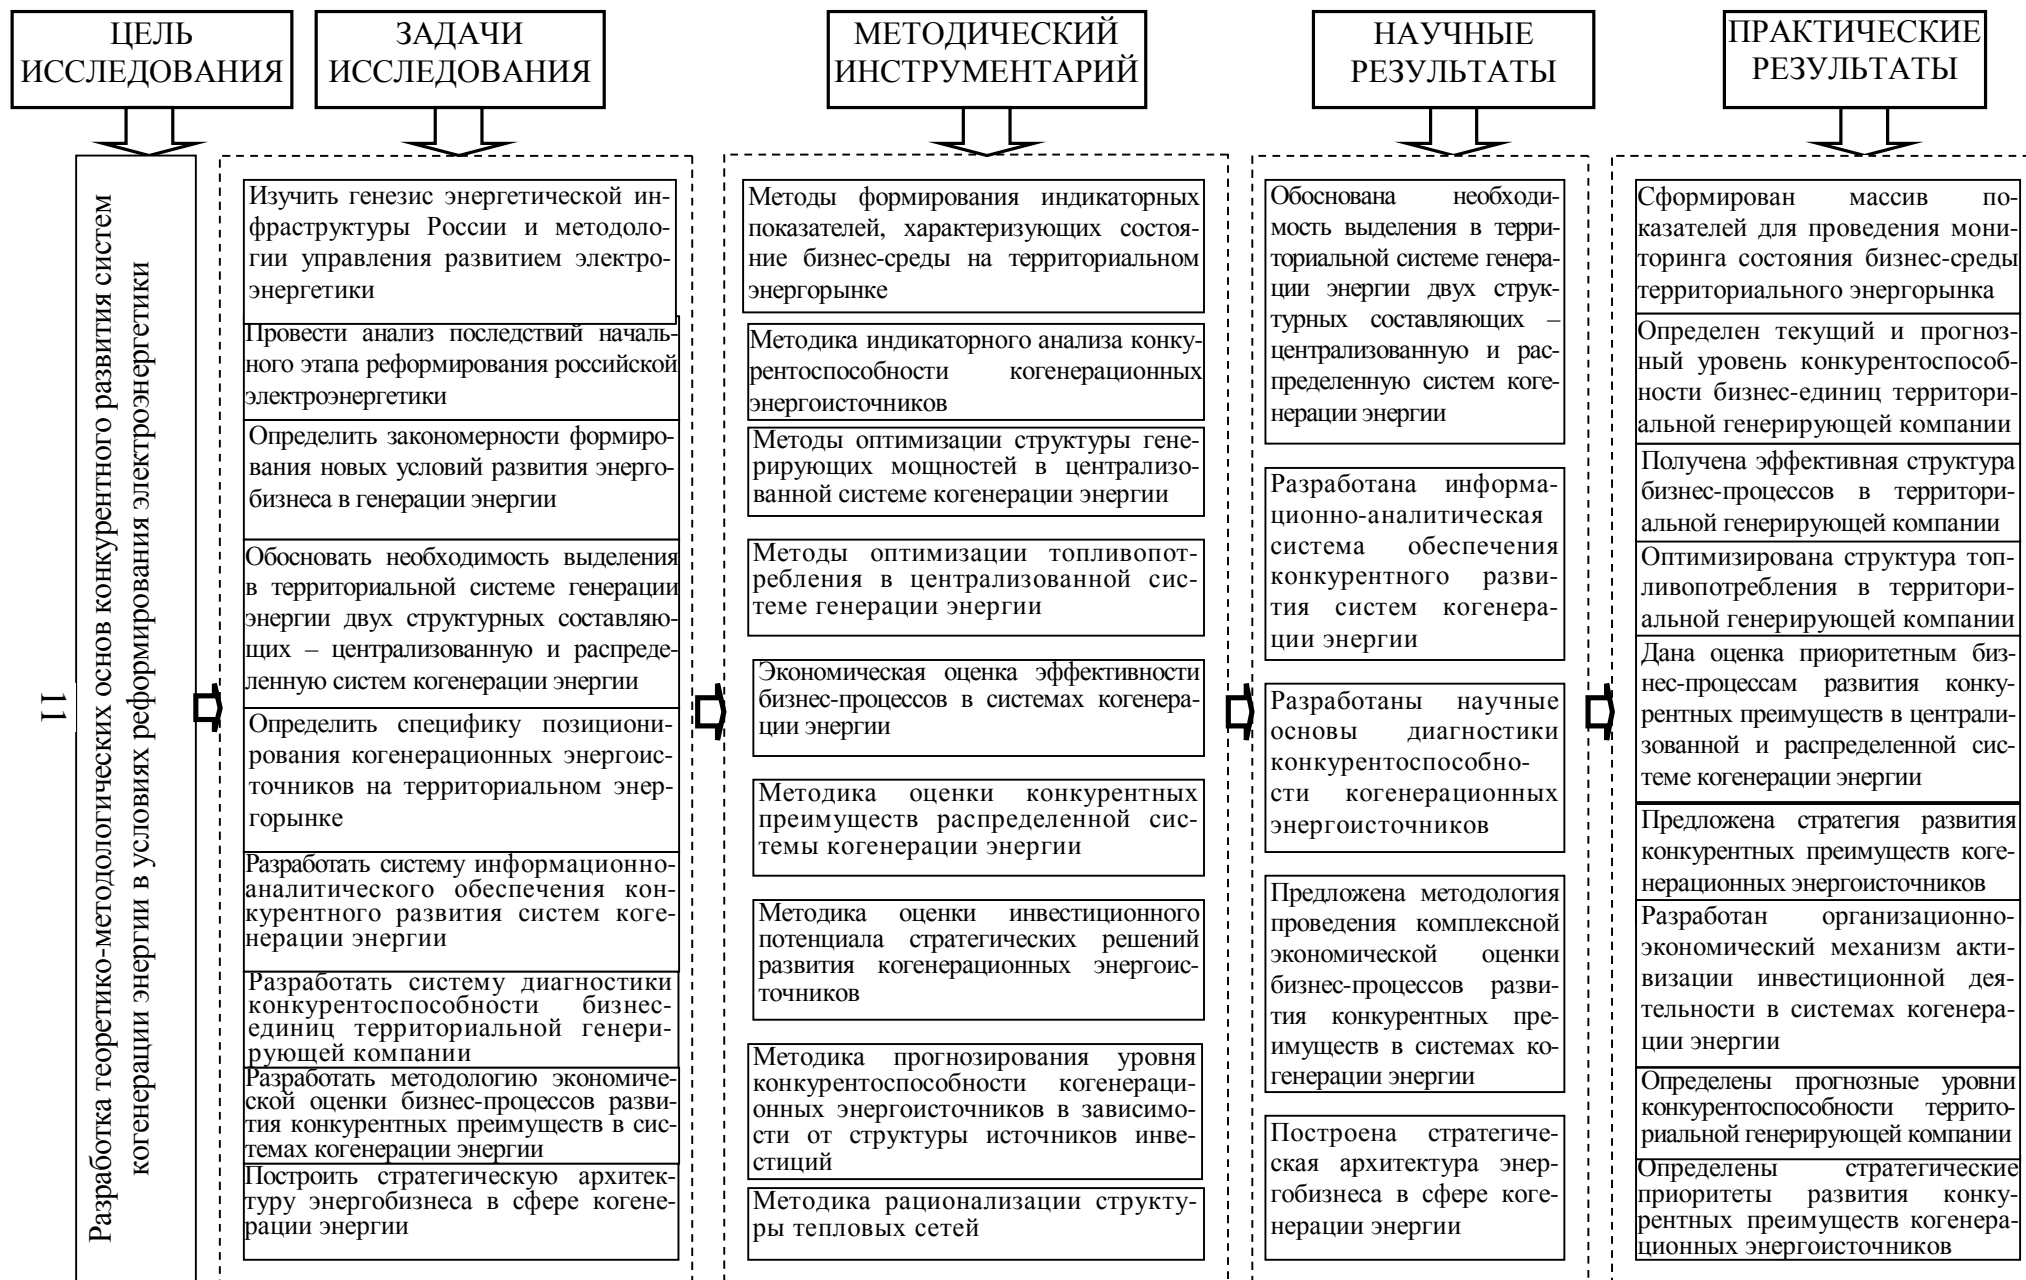 ЦЕЛЬ
ИССЛЕДОВАНИЯ
ЗАДАЧИ
ИССЛЕДОВАНИЯ
МЕТОДИЧЕСКИЙ
ИНСТРУМЕНТАРИЙ
НАУЧНЫЕ
РЕЗУЛЬТАТЫ
ПРАКТИЧЕСКИЕ
РЕЗУЛЬТАТЫ
11
Разработка теоретико-методологических основ конкурентного развития систем
когенерации энергии в условиях реформирования электроэнергетики
Изучить генезис энергетической ин-
фраструктуры России и методоло-
гии управления развитием электро-
энергетики
Провести анализ последствий началь-
ного этапа реформирования российской
электроэнергетики
Определить закономерности формиро-
вания новых условий развития энерго-
бизнеса в генерации энергии
Обосновать необходимость выделения
в территориальной системе генерации
энергии двух структурных составляю-
щих – централизованную и распреде-
ленную систем когенерации энергии
Определить специфику позициони-
рования когенерационных энергоис-
точников на территориальном энер-
горынке
Разработать систему информационно-
аналитического обеспечения кон-
курентного развития систем коге-
нерации энергии
Разработать систему диагностики
конкурентоспособности бизнес-
единиц территориальной генери-
рующей компании
Разработать методологию экономиче-
ской оценки бизнес-процессов разви-
тия конкурентных преимуществ в сис-
темах когенерации энергии
Построить стратегическую архитек-
туру энергобизнеса в сфере когене-
рации энергии
Методы формирования индикаторных
показателей, характеризующих состоя-
ние бизнес-среды на территориальном
энергорынке
Методика индикаторного анализа конку-
рентоспособности когенерационных
энергоисточников
Методы оптимизации структуры гене-
рирующих мощностей в централизо-
ванной системе когенерации энергии
Методы оптимизации топливопот-
ребления в централизованной сис-
теме генерации энергии
Экономическая оценка эффективности
бизнес-процессов в системах когенера-
ции энергии
Методика оценки конкурентных
преимуществ распределенной сис-
темы когенерации энергии
Методика оценки инвестиционного
потенциала стратегических решений
развития когенерационных энергоис-
точников
Методика прогнозирования уровня
конкурентоспособности когенераци-
онных энергоисточников в зависимо-
сти от структуры источников инве-
стиций
Методика рационализации структу-
ры тепловых сетей
Обоснована необходи-
мость выделения в терри-
ториальной системе генера-
ции энергии двух струк-
турных составляющих –
централизованную и рас-
пределенную систем коге-
нерации энергии
Разработана информа-
ционно-аналитическая
система обеспечения
конкурентного разви-
тия систем когенера-
ции энергии
Разработаны научные
основы диагностики
конкурентоспособно-
сти когенерационных
энергоисточников
Предложена методология
проведения комплексной
экономической оценки
бизнес-процессов разви-
тия конкурентных пре-
имуществ в системах ко-
генерации энергии
Построена стратегиче-
ская архитектура энер-
гобизнеса в сфере коге-
нерации энергии
Сформирован массив по-
казателей для проведения мони-
торинга состояния бизнес-среды
территориального энергорынка
Определен текущий и прогноз-
ный уровень конкурентоспособ-
ности бизнес-единиц территори-
альной генерирующей компании
Получена эффективная структура
бизнес-процессов в территори-
альной генерирующей компании
Оптимизирована структура топ-
ливопотребления в территори-
альной генерирующей компании
Дана оценка приоритетным биз-
нес-процессам развития конку-
рентных преимуществ в централи-
зованной и распределенной сис-
теме когенерации энергии
Предложена стратегия развития
конкурентных преимуществ коге-
нерационных энергоисточников
Разработан организационно-
экономический механизм акти-
визации инвестиционной дея-
тельности в системах когенера-
ции энергии
Определены прогнозные уровни
конкурентоспособности террито-
риальной генерирующей компании
Определены стратегические
приоритеты развития конку-
рентных преимуществ когенера-
ционных энергоисточников